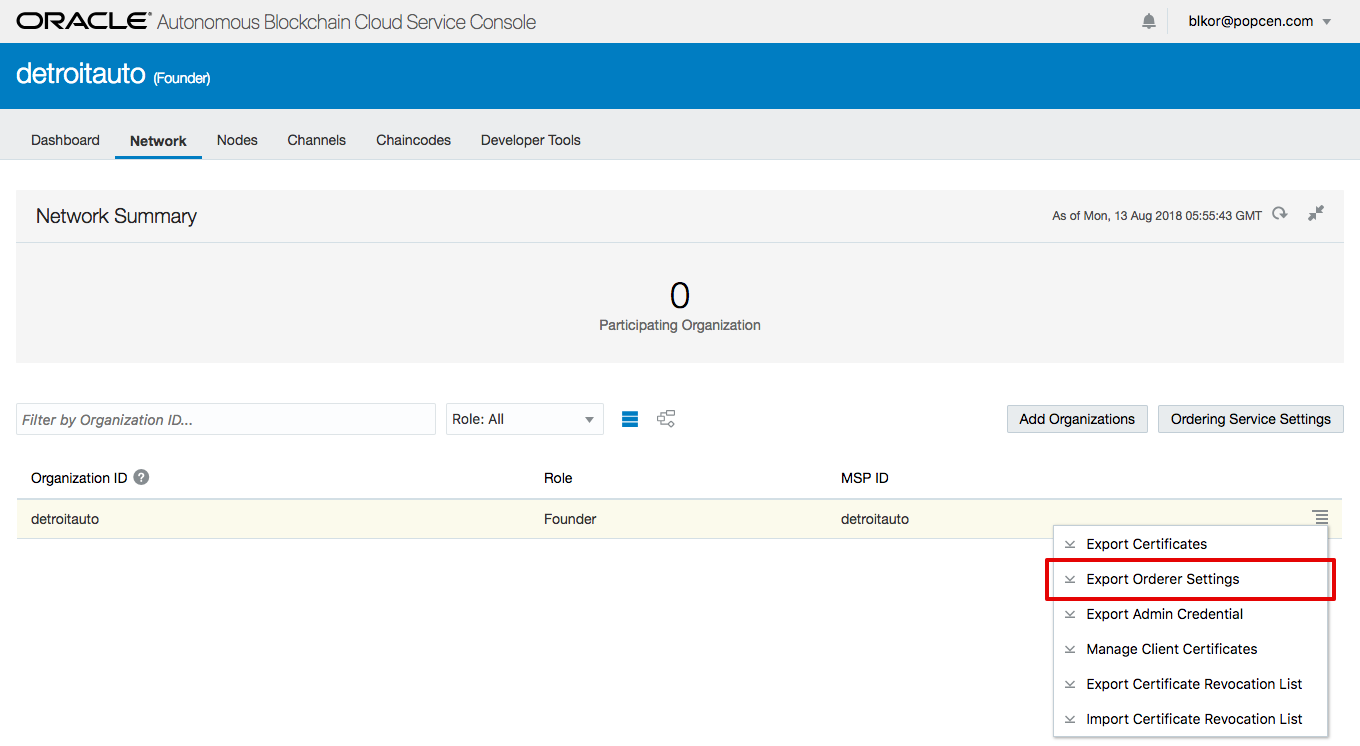 ORACLE® Autonomous Blockchain Cloud Service Console blkor@popcen.com
detroitauto (Founder)
Dashboard Network Nodes Channels Chaincodes Developer Tools
Network Summary As of Mon, 13 Aug 2018 05:55:43 GMT
0
Participating Organization
Filter by Organization ID... Role: All Add Organizations Ordering Service Settings
Organization ID ? Role MSP ID
detroitauto Founder detroitauto
Export Certificates
Export Orderer Settings
Export Admin Credential
Manage Client Certificates
Export Certificate Revocation List
Import Certificate Revocation List